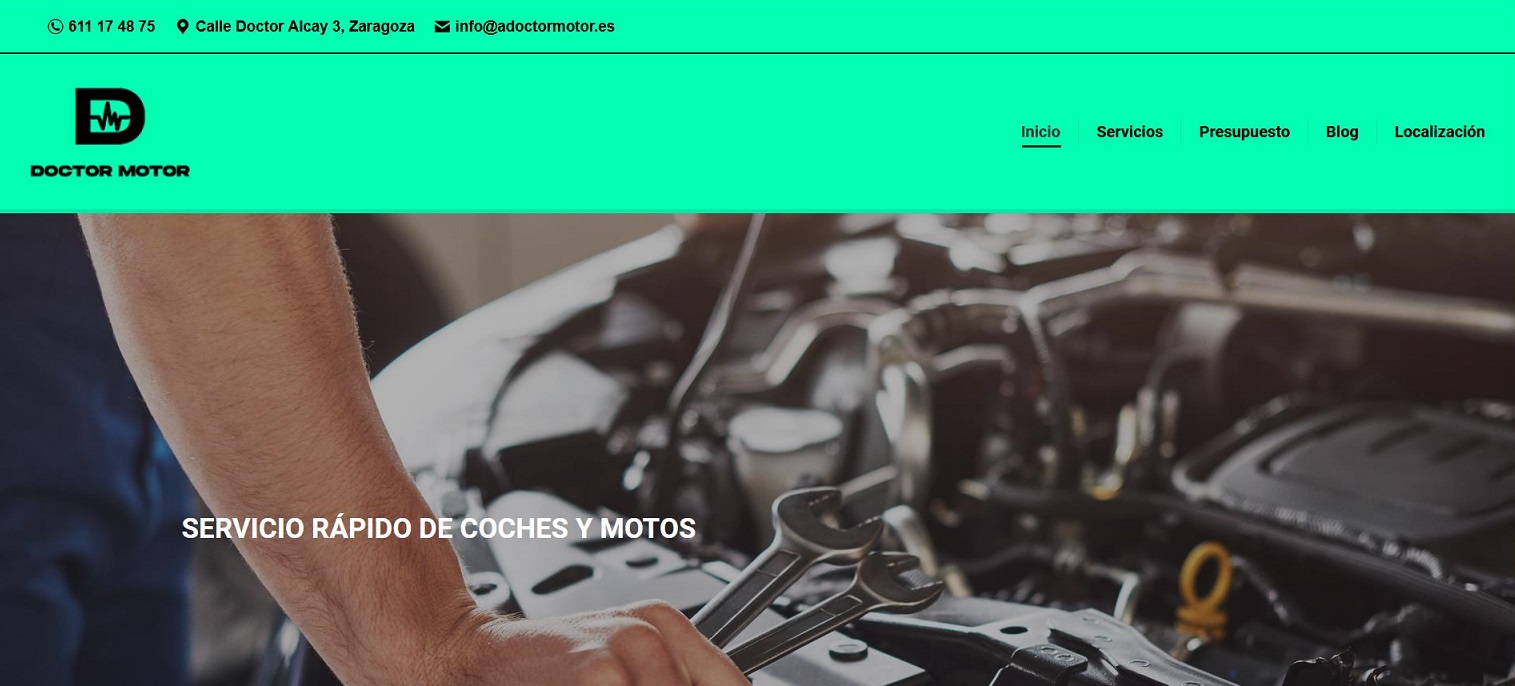 611 17 48 75 Calle Doctor Alcay 3, Zaragoza info@adoctormotor.es
D
DOCTOR MOTOR
Inicio Servicios Presupuesto Blog Localización
SERVICIO RÁPIDO DE COCHES Y MOTOS